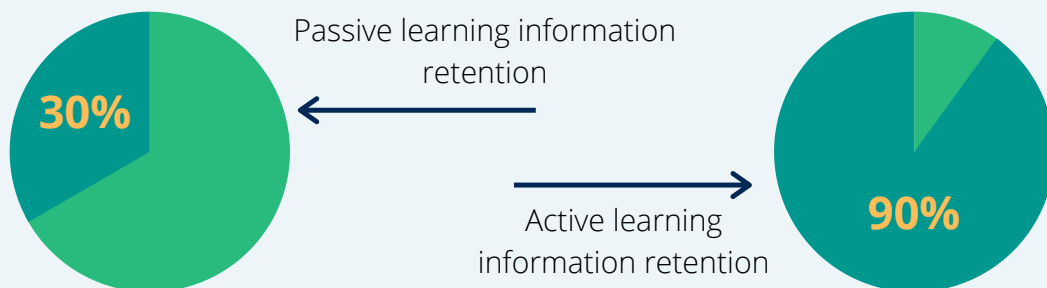 Passive learning information
retention
30%
90%
Active learning
information retention